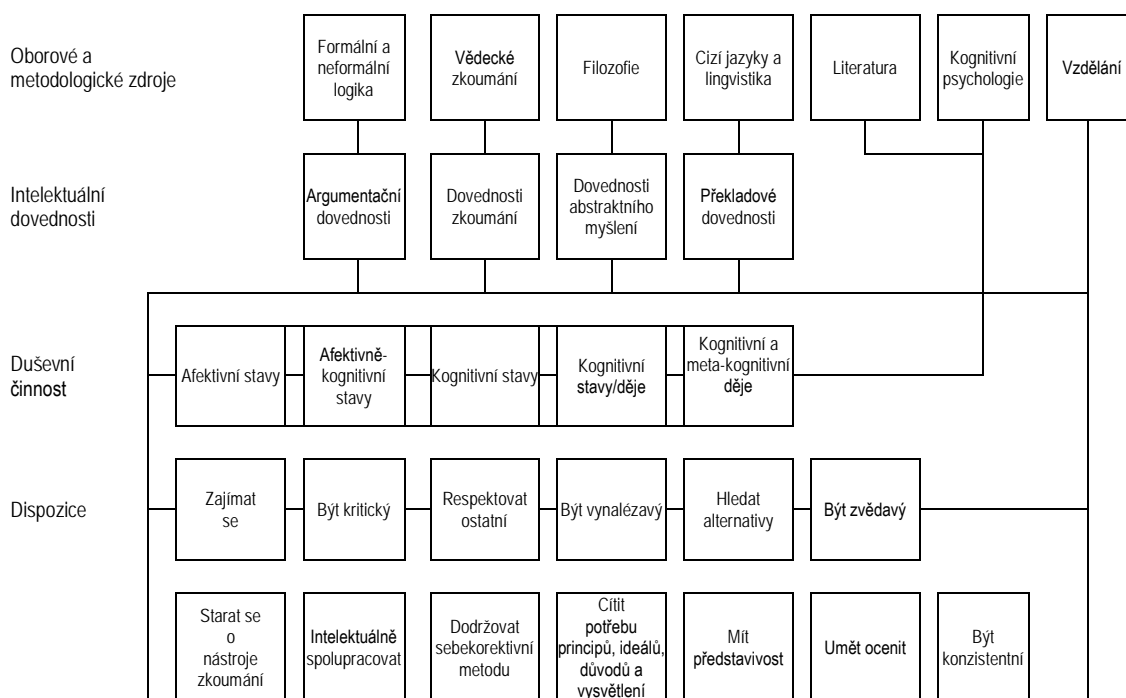 Oborové a
metodologické zdroje
Formální a
neformální
logika
Vědecké
zkoumání
Filozofie
Cizí jazyky a
lingvistika
Literatura
Kognitivní
psychologie
Vzdělání
Intelektuální
dovednosti
Argumentační
dovednosti
Dovednosti
zkoumání
Dovednosti
abstraktního
myšlení
Překladové
dovednosti
Duševní
činnost
Afektivní stavy
Afektivně-
kognitivní
stavy
Kognitivní stavy
Kognitivní
stavy/děje
Kognitivní a
meta-kognitivní
děje
Dispozice
Zajímat
se
Být kritický
Respektovat
ostatní
Být vynalézavý
Hledat
alternativy
Být zvědavý
Starat se
o
nástroje
zkoumání
Intelektuálně
spolupracovat
Dodržovat
sebekorektivní
metodu
Cítit
potřebu
principů, ideálů,
důvodů a
vysvětlení
Mít
představivost
Umět ocenit
Být
konzistentní